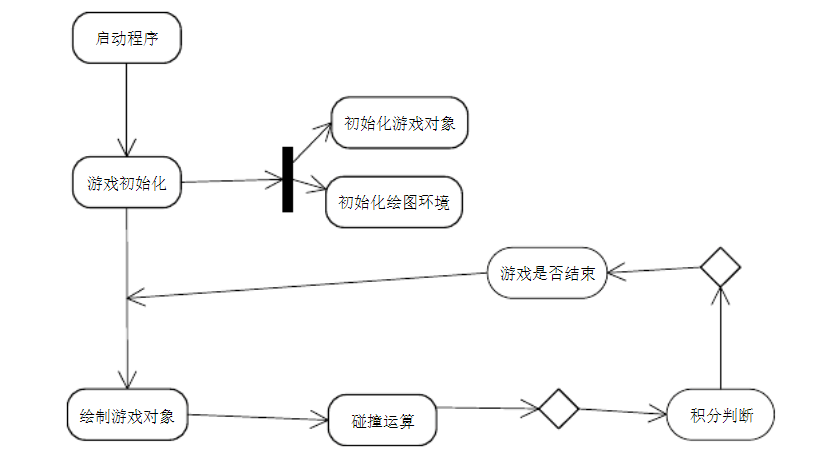 启动程序
初始化游戏对象
游戏初始化
初始化绘图环境
游戏是否结束
绘制游戏对象
碰撞运算
积分判断